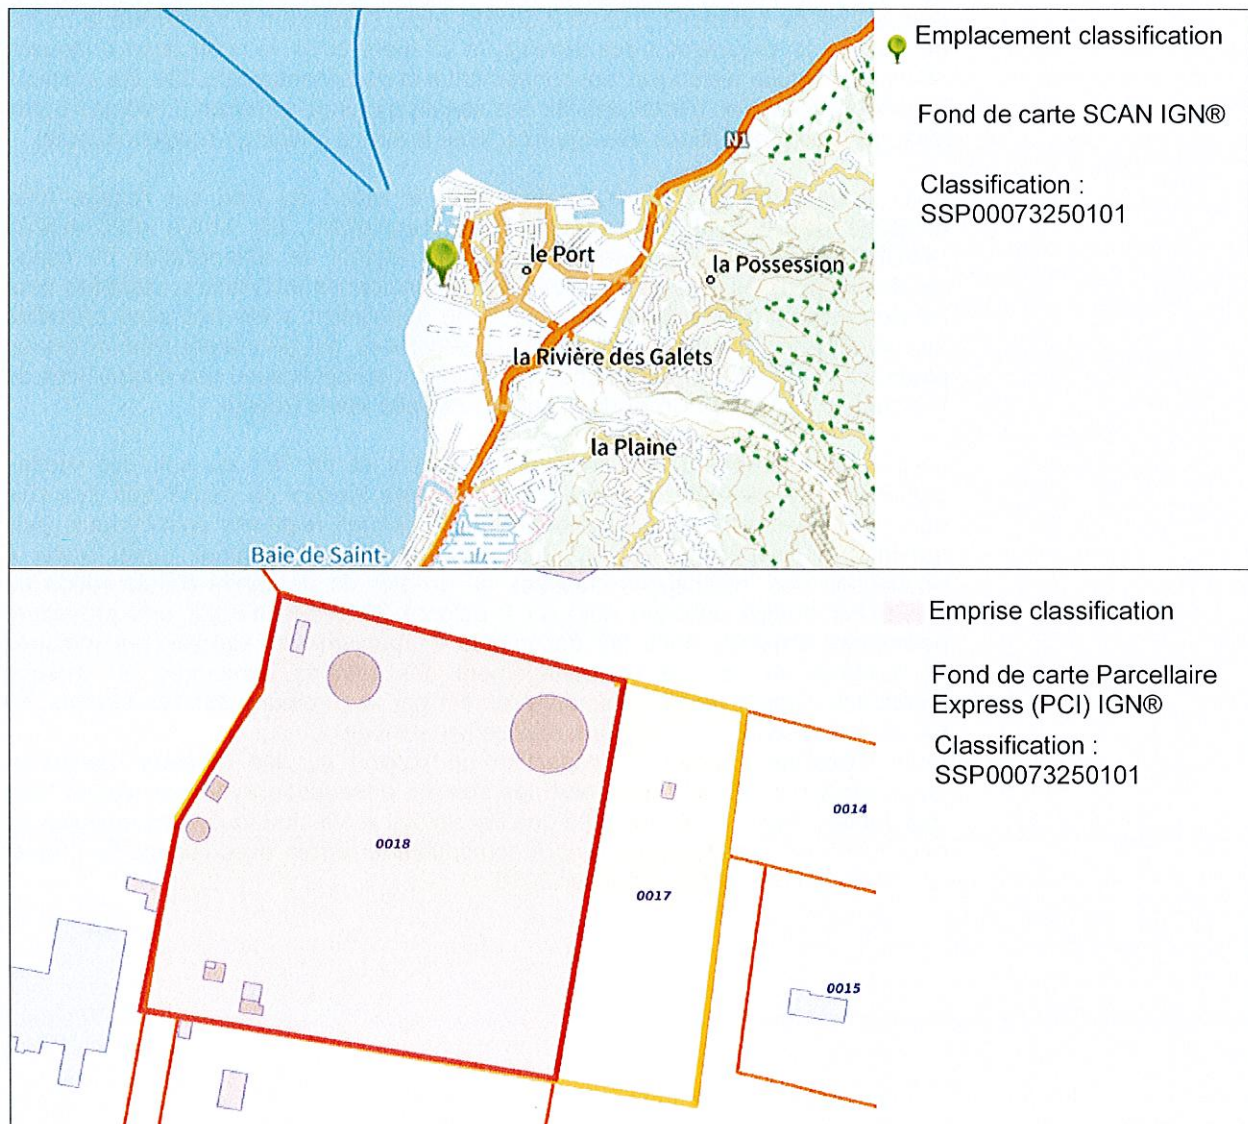 Emplacement classification
Fond de carte SCAN IGN®
Classification :
SSP00073250101
N1
le Port
la Possession
la Rivière des Galets
la Plaine
Baie de Saint-
Emprise classification
Fond de carte Parcellaire
Express (PCI) IGN®
Classification :
SSP00073250101
0014
0018
0017
0015